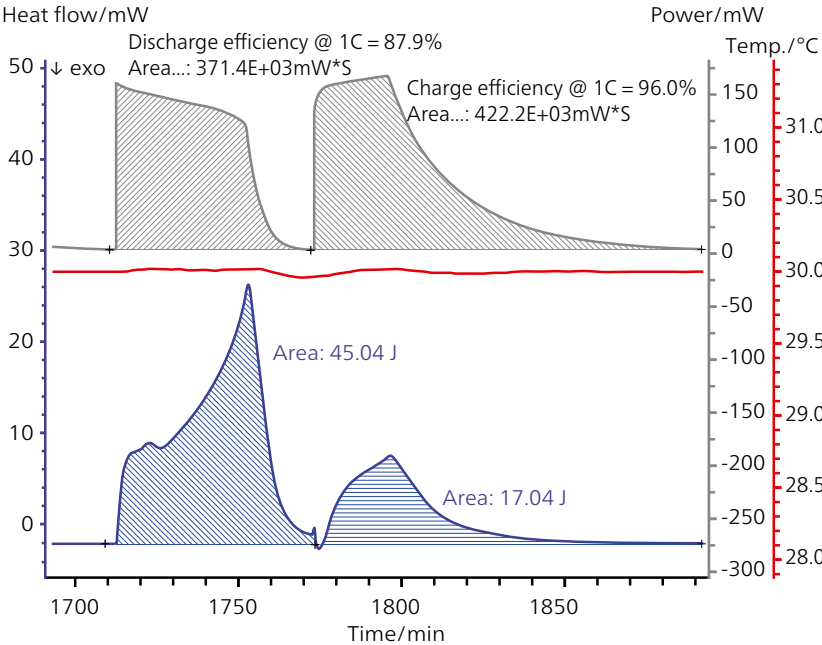 Heat flow/mW
Power/mW
Temp./°C
↓ exo
Discharge efficiency @ 1C = 87.9%
Area...: 371.4E+03mW*S
Charge efficiency @ 1C = 96.0%
Area...: 422.2E+03mW*S
50
40
30
20
10
0
150
100
50
0
-50
-100
-150
-200
-250
-300
31.0
30.5
30.0
29.5
29.0
28.5
28.0
Area: 45.04 J
Area: 17.04 J
1700
1750
1800
1850
Time/min